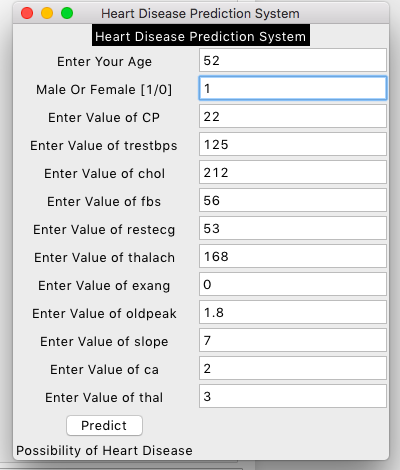 Heart Disease Prediction System
Heart Disease Prediction System
Enter Your Age 52
Male Or Female [1/0] 1
Enter Value of CP 22
Enter Value of trestbps 125
Enter Value of chol 212
Enter Value of fbs 56
Enter Value of restecg 53
Enter Value of thalach 168
Enter Value of exang 0
Enter Value of oldpeak 1.8
Enter Value of slope 7
Enter Value of ca 2
Enter Value of thal 3
Predict
Possibility of Heart Disease